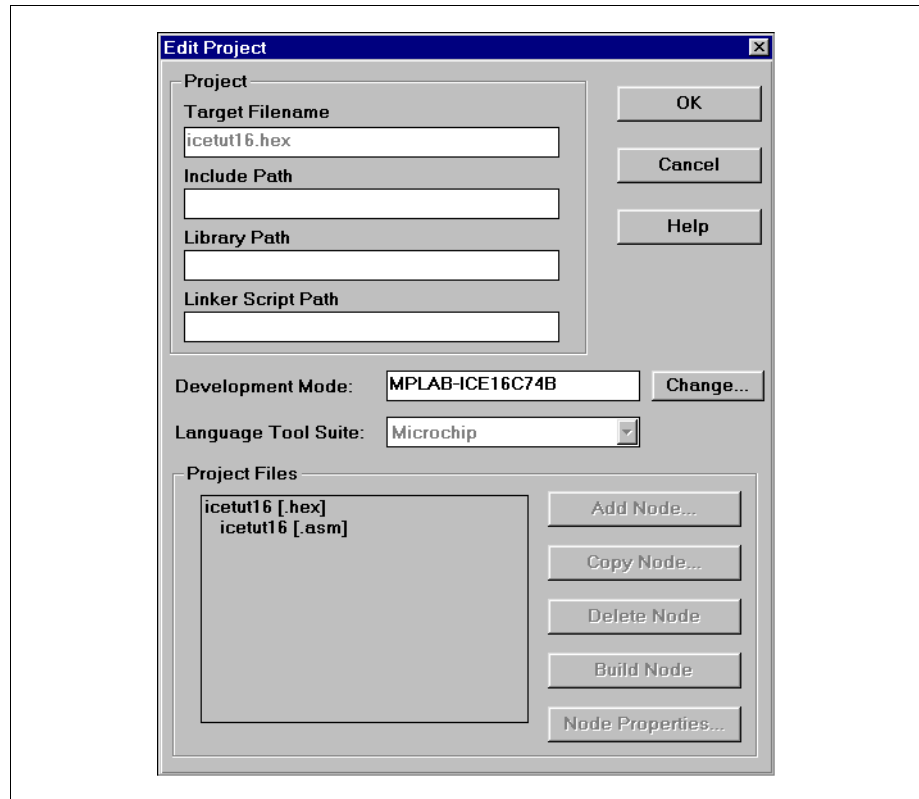 Edit Project
Project
Target Filename
icetut16.hex
Include Path
Library Path
Linker Script Path
OK
Cancel
Help
Development Mode: MPLAB-ICE16C74B Change...
Language Tool Suite: Microchip
Project Files
icetut16 [.hex]
icetut16 [.asm]
Add Node...
Copy Node...
Delete Node
Build Node
Node Properties...